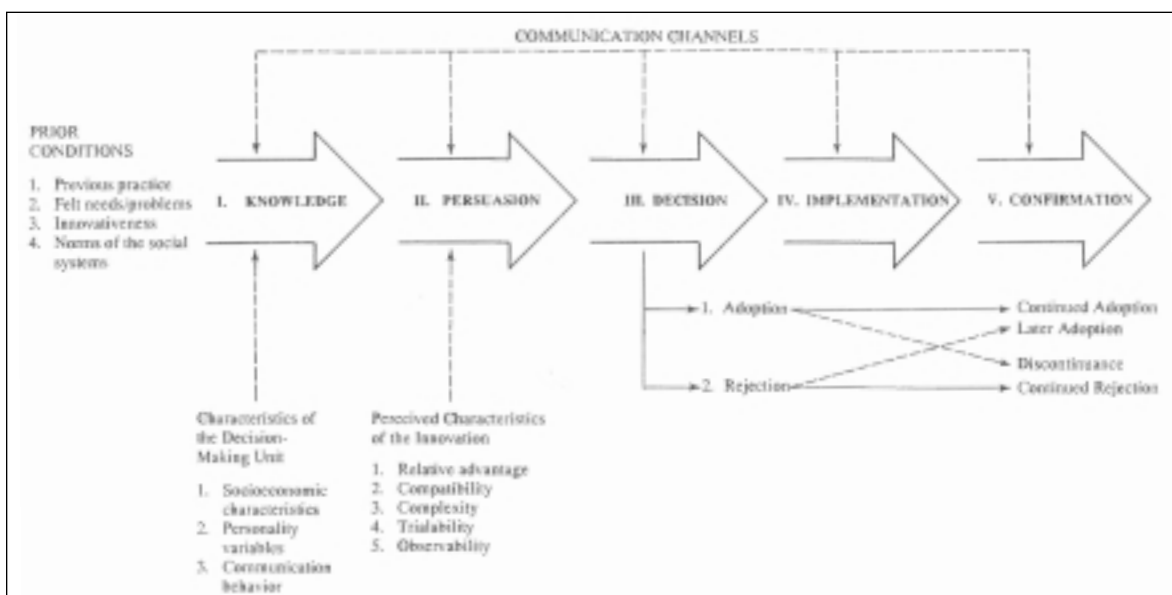 COMMUNICATION CHANNELS
PRIOR
CONDITIONS
1. Previous practice
2. Felt needs/problems
3. Innovativeness
4. Norms of the social
systems
I. KNOWLEDGE
II. PERSUASION
III. DECISION
IV. IMPLEMENTATION
V. CONFIRMATION
1. Adoption
2. Rejection
Continued Adoption
Later Adoption
Discontinuance
Continued Rejection
Characteristics of
the Decision-
Making Unit
1. Socioeconomic
characteristics
2. Personality
variables
3. Communication
behavior
Perceived Characteristics
of the Innovation
1. Relative advantage
2. Compatibility
3. Complexity
4. Trialability
5. Observability